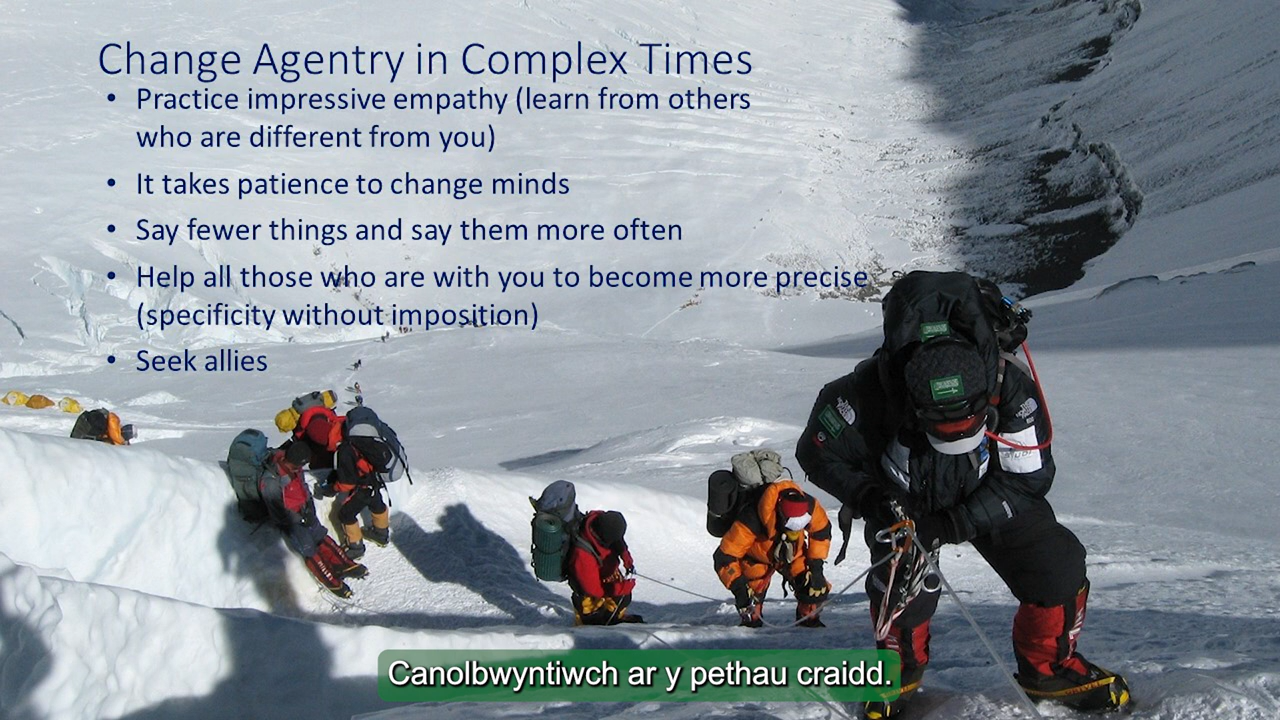 Change Agentry in Complex Times
• Practice impressive empathy (learn from others
who are different from you)
• It takes patience to change minds
• Say fewer things and say them more often
• Help all those who are with you to become more precise
(specificity without imposition)
• Seek allies
Canolbwyntiwch ar y pethau craidd.